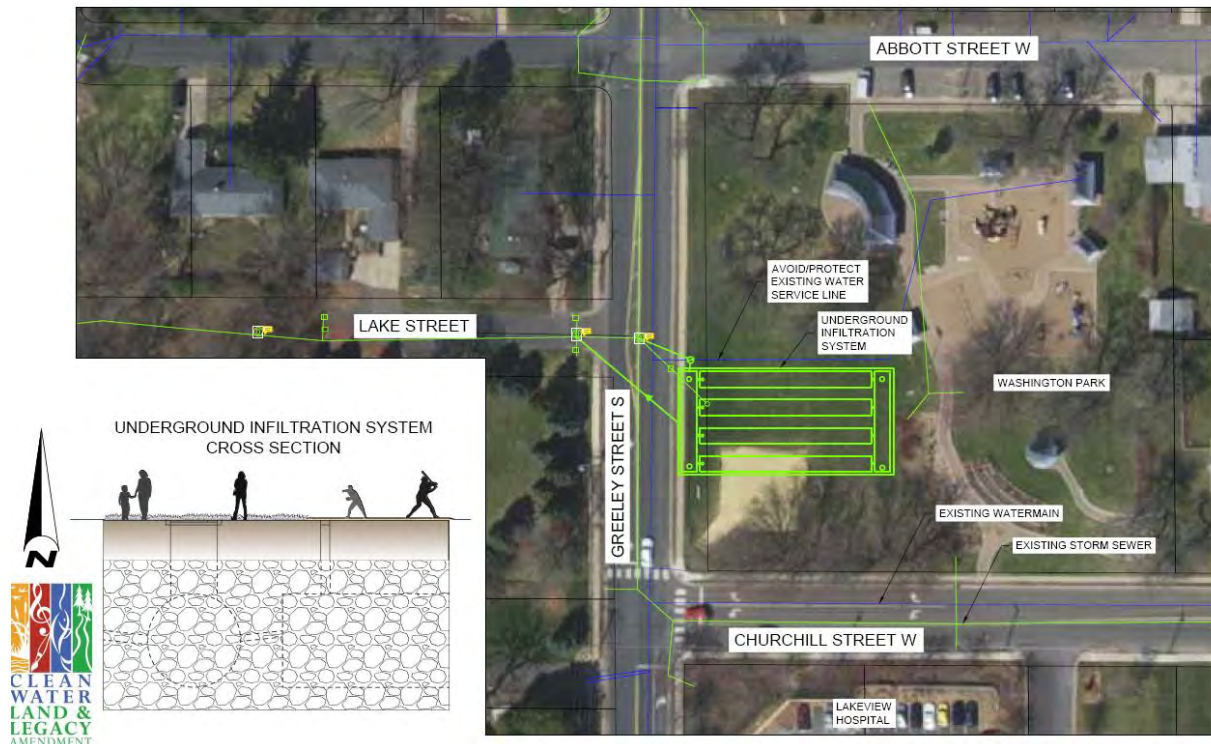 ABBOTT STREET W
AVOID/PROTECT
EXISTING WATER
SERVICE LINE
UNDERGROUND
INFILTRATION
SYSTEM
LAKE STREET
WASHINGTON PARK
GREELEY STREET S
UNDERGROUND INFILTRATION SYSTEM
CROSS SECTION
N
EXISTING WATERMAIN
EXISTING STORM SEWER
CHURCHILL STREET W
LAKEVIEW
HOSPITAL
CLEAN
WATER
LAND &
LEGACY
AMENDMENT